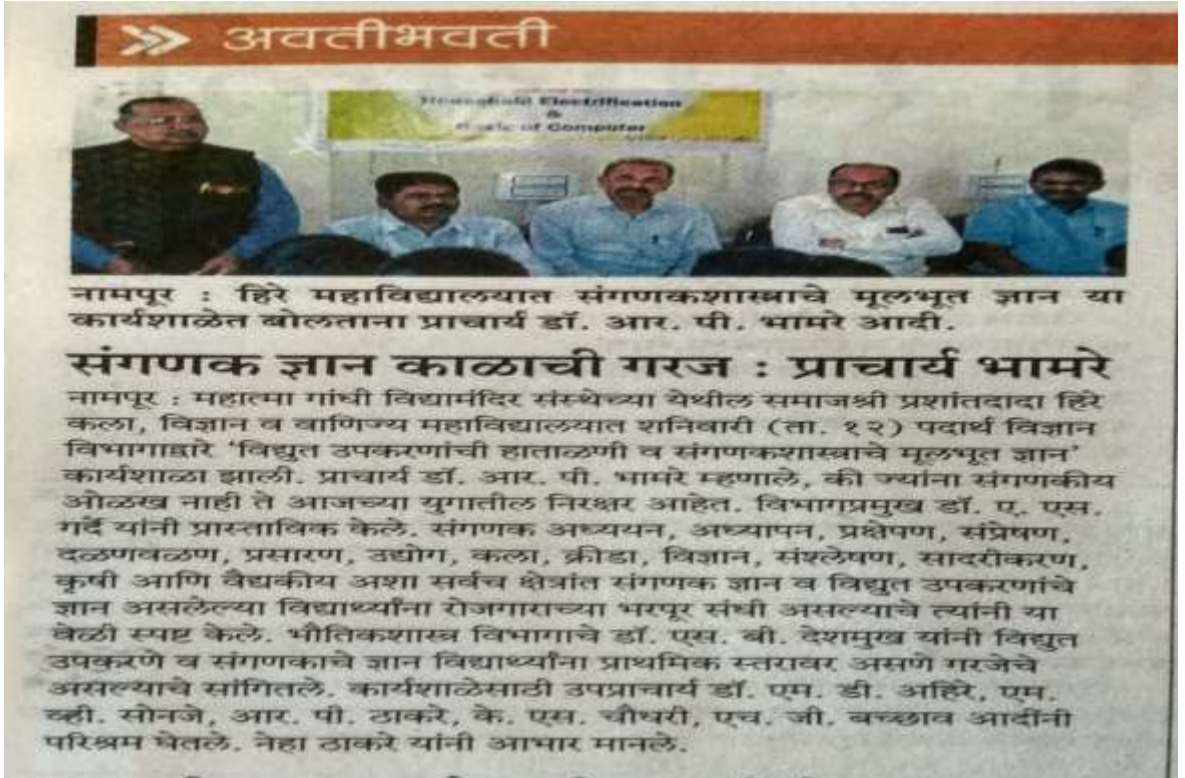 अवतीभवती
Household Electrification
&
Basic of Computer
नामपूर : हिरे महाविद्यालयात संगणकशास्त्राचे मूलभूत ज्ञान या
कार्यशाळेत बोलताना प्राचार्य डॉ. आर. पी. भामरे आदी.
संगणक ज्ञान काळाची गरज : प्राचार्य भामरे
नामपूर : महात्मा गांधी विद्यामंदिर संस्थेच्या येथील समाजश्री प्रशांतदादा हिरे
कला, विज्ञान व वाणिज्य महाविद्यालयात शनिवारी (ता. १२) पदार्थ विज्ञान
विभागाद्वारे ‘विद्युत उपकरणांची हाताळणी व संगणकशास्त्राचे मूलभूत ज्ञान’
कार्यशाळा झाली. प्राचार्य डॉ. आर. पी. भामरे म्हणाले, की ज्यांना संगणकीय
ओळख नाही ते आजच्या युगातील निरक्षर आहेत. विभागप्रमुख डॉ. ए. एस.
गर्दे यांनी प्रास्ताविक केले. संगणक अध्ययन, अध्यापन, प्रक्षेपण, संप्रेषण,
दळणवळण, प्रसारण, उद्योग, कला, क्रीडा, विज्ञान, संश्लेषण, सादरीकरण,
कृषी आणि वैद्यकीय अशा सर्वच क्षेत्रांत संगणक ज्ञान व विद्युत उपकरणांचे
ज्ञान असलेल्या विद्यार्थ्यांना रोजगाराच्या भरपूर संधी असल्याचे त्यांनी या
वेळी स्पष्ट केले. भौतिकशास्त्र विभागाचे डॉ. एस. बी. देशमुख यांनी विद्युत
उपकरणे व संगणकाचे ज्ञान विद्यार्थ्यांना प्राथमिक स्तरावर असणे गरजेचे
असल्याचे सांगितले. कार्यशाळेसाठी उपप्राचार्य डॉ. एम. डी. अहिरे, एम.
व्ही. सोनजे, आर. पी. ठाकरे, के. एस. चौधरी, एच. जी. बच्छाव आदींनी
परिश्रम घेतले. नेहा ठाकरे यांनी आभार मानले.